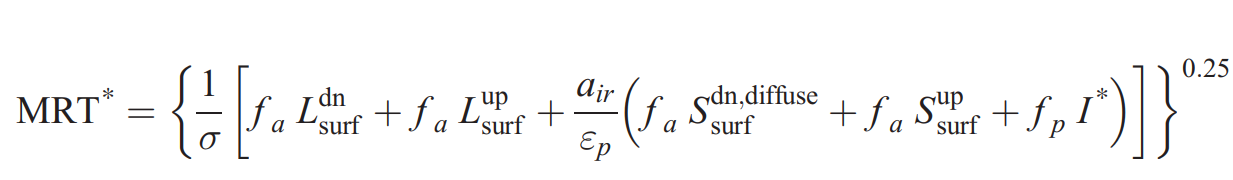 MRT* = { 1/σ [ f_a L_surf^dn + f_a L_surf^up + a_ir/ε_p ( f_a S_surf^dn,diffuse + f_a S_surf^up + f_p I* ) ] }^0.25